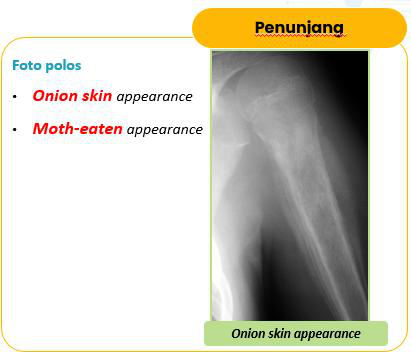 Penunjang
Foto polos
• Onion skin appearance
• Moth-eaten appearance
Onion skin appearance